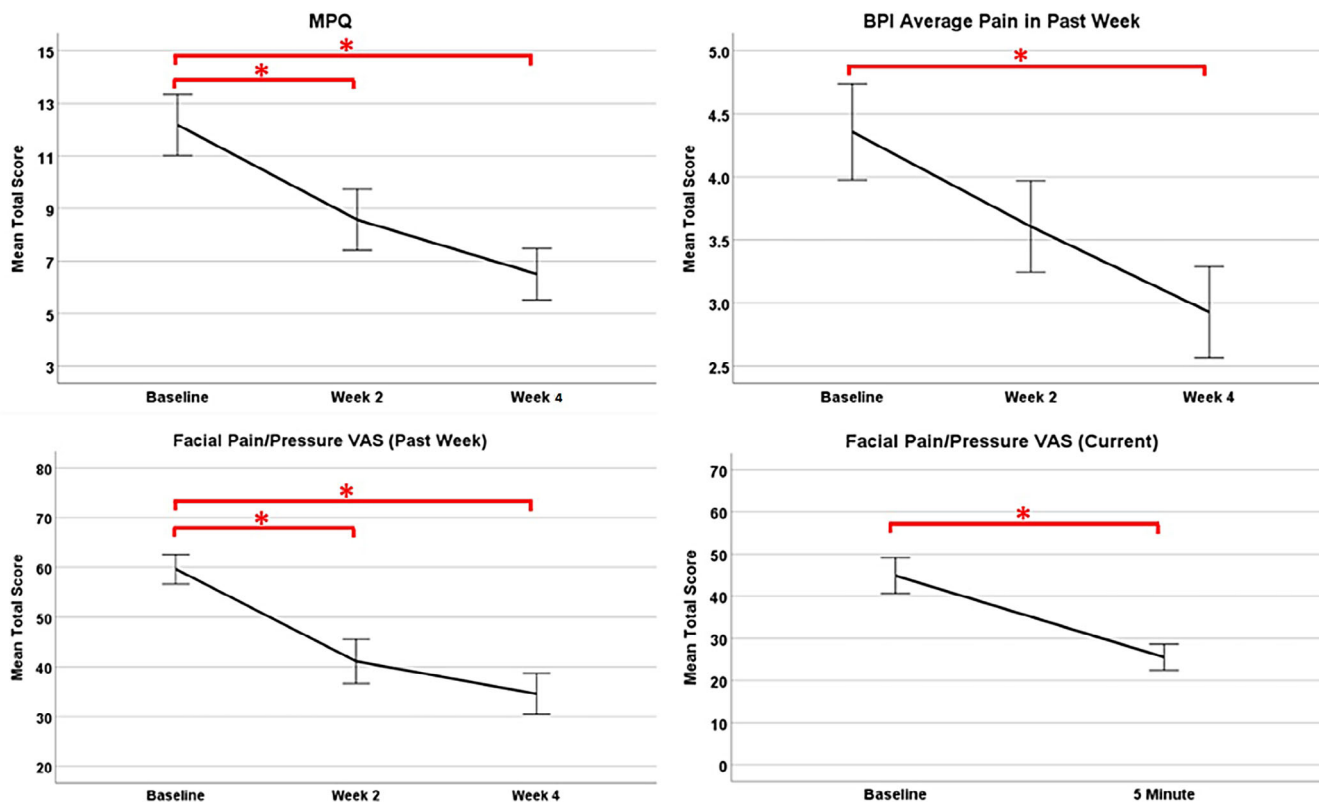 MPQ
*
*
Mean Total Score
15
13
11
9
7
5
3
Baseline Week 2 Week 4
BPI Average Pain in Past Week
*
Mean Total Score
5.0
4.5
4.0
3.5
3.0
2.5
Baseline Week 2 Week 4
Facial Pain/Pressure VAS (Past Week)
*
*
Mean Total Score
80
70
60
50
40
30
20
Baseline Week 2 Week 4
Facial Pain/Pressure VAS (Current)
*
Mean Total Score
70
60
50
40
30
20
10
0
Baseline 5 Minute